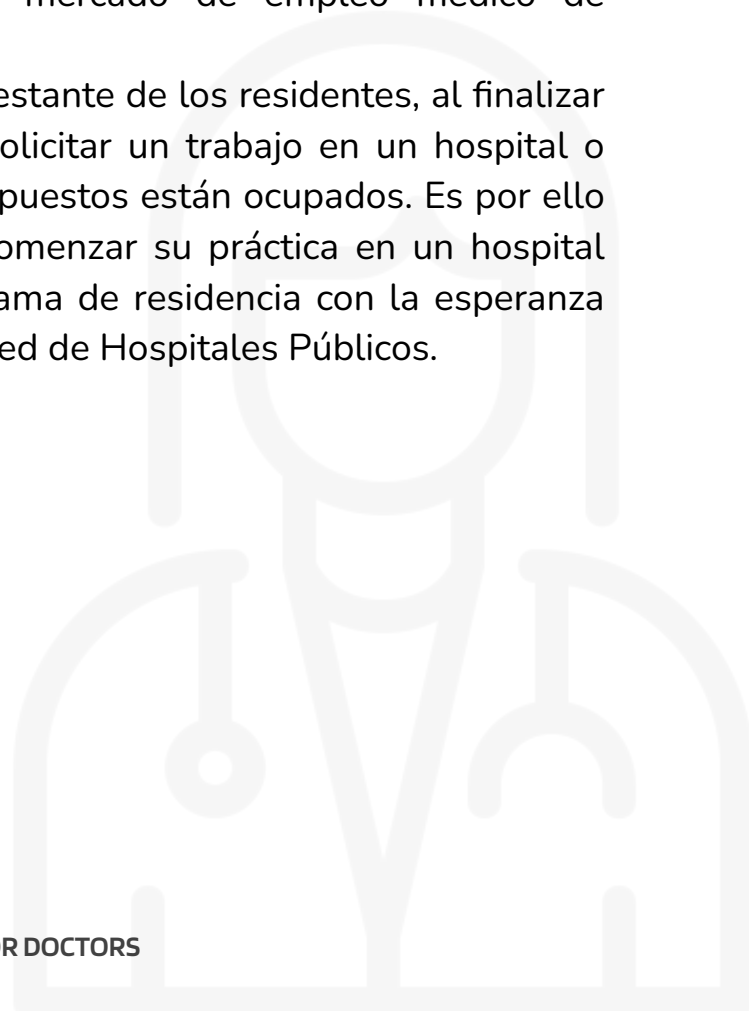 mercado de empleo médico de
estante de los residentes, al finalizar
olicitar un trabajo en un hospital o
puestos están ocupados. Es por ello
omenzar su práctica en un hospital
ama de residencia con la esperanza
ed de Hospitales Públicos.
R DOCTORS